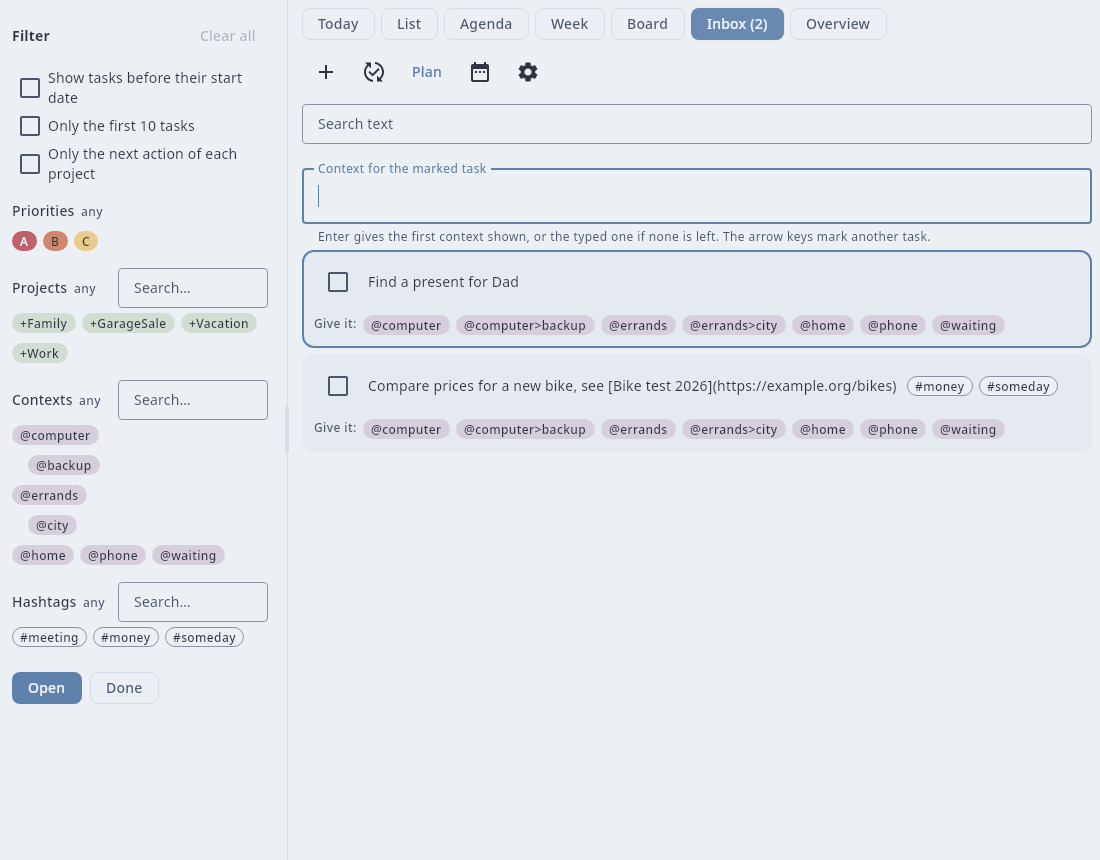 Filter
Clear all
Show tasks before their start
date
Only the first 10 tasks
Only the next action of each
project
Priorities any
A B C
Projects any
Search...
+Family +GarageSale +Vacation
+Work
Contexts any
Search...
@computer
@backup
@errands
@city
@home @phone @waiting
Hashtags any
Search...
#meeting #money #someday
Open Done
Today List Agenda Week Board Inbox (2) Overview
Plan
Search text
Context for the marked task
Enter gives the first context shown, or the typed one if none is left. The arrow keys mark another task.
Find a present for Dad
Give it: @computer @computer>backup @errands @errands>city @home @phone @waiting
Compare prices for a new bike, see [Bike test 2026](https://example.org/bikes) #money #someday
Give it: @computer @computer>backup @errands @errands>city @home @phone @waiting